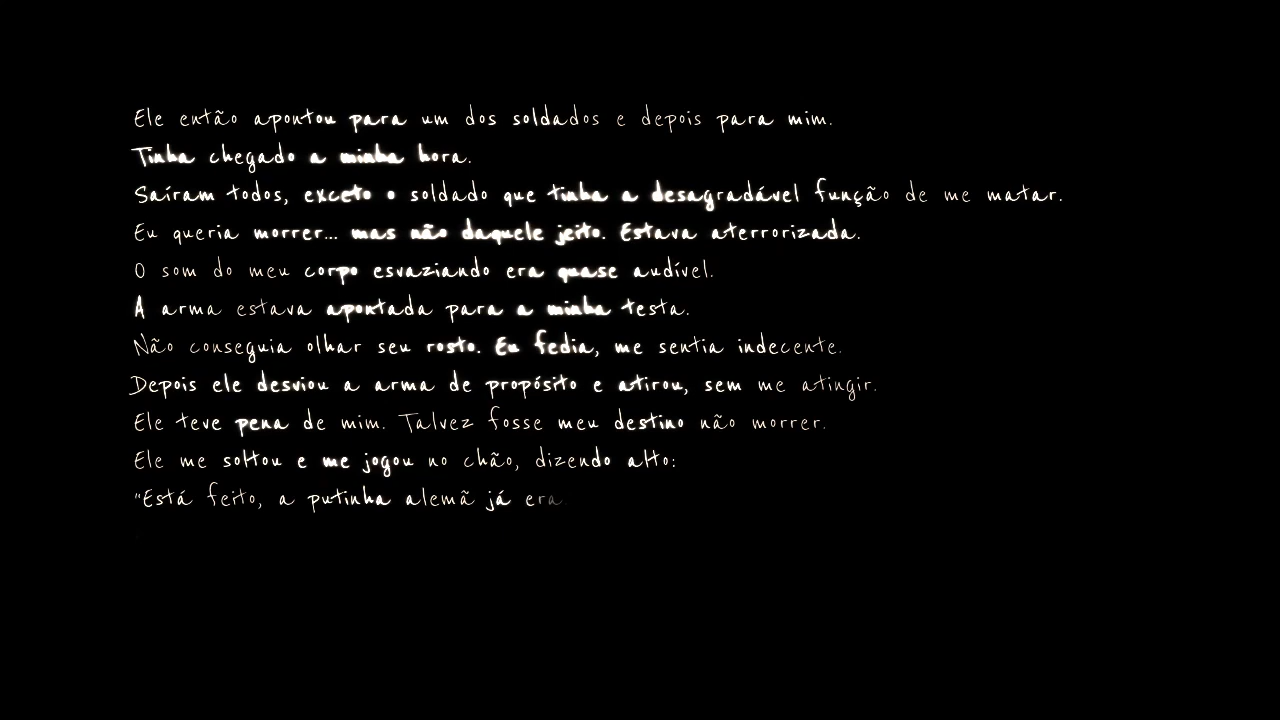 Ele então apontou para um dos soldados e depois para mim.
Tinha chegado a minha hora.
Saíram todos, exceto o soldado que tinha a desagradável função de me matar.
Eu queria morrer... mas não daquele jeito. Estava aterrorizada.
O som do meu corpo esvaziando era quase audível.
A arma estava apontada para a minha testa.
Não conseguia olhar seu rosto. Eu fedia, me sentia indecente.
Depois ele desviou a arma de propósito e atirou, sem me atingir.
Ele teve pena de mim. Talvez fosse meu destino não morrer.
Ele me soltou e me jogou no chão, dizendo alto:
"Está feito, a putinha alemã já era